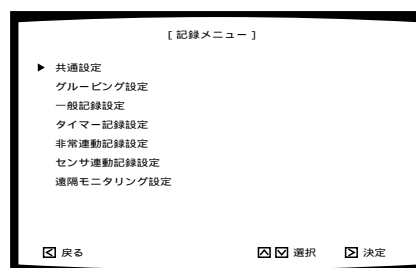 [記録メニュー]
▶ 共通設定
グルーピング設定
一般記録設定
タイマー記録設定
非常連動記録設定
センサ連動記録設定
遠隔モニタリング設定
戻る 選択 決定